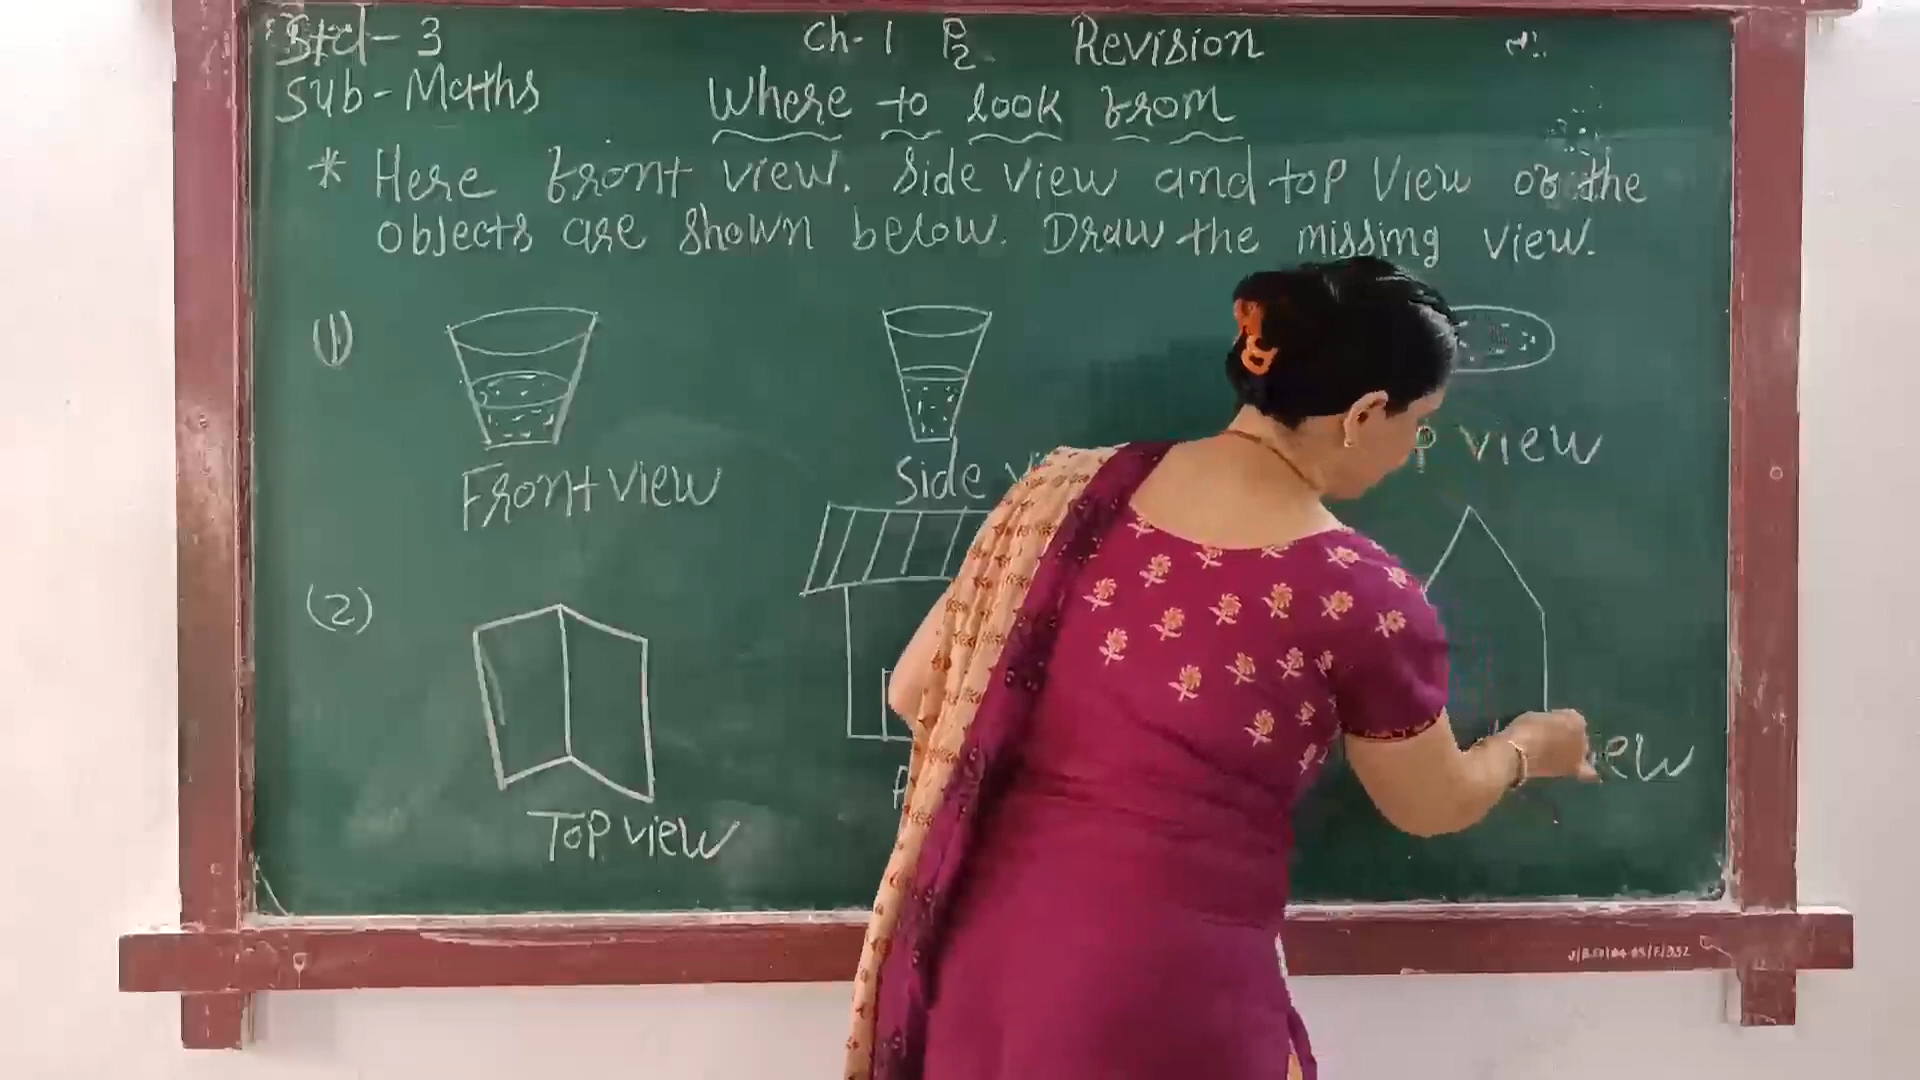 Std - 3
Ch-1 P2. Revision
Sub-Maths
Where to look from
* Here front view. Side view and top view of the
objects are shown below. Draw the missing view.
(1)
Front view
Side
view
(2)
Top view